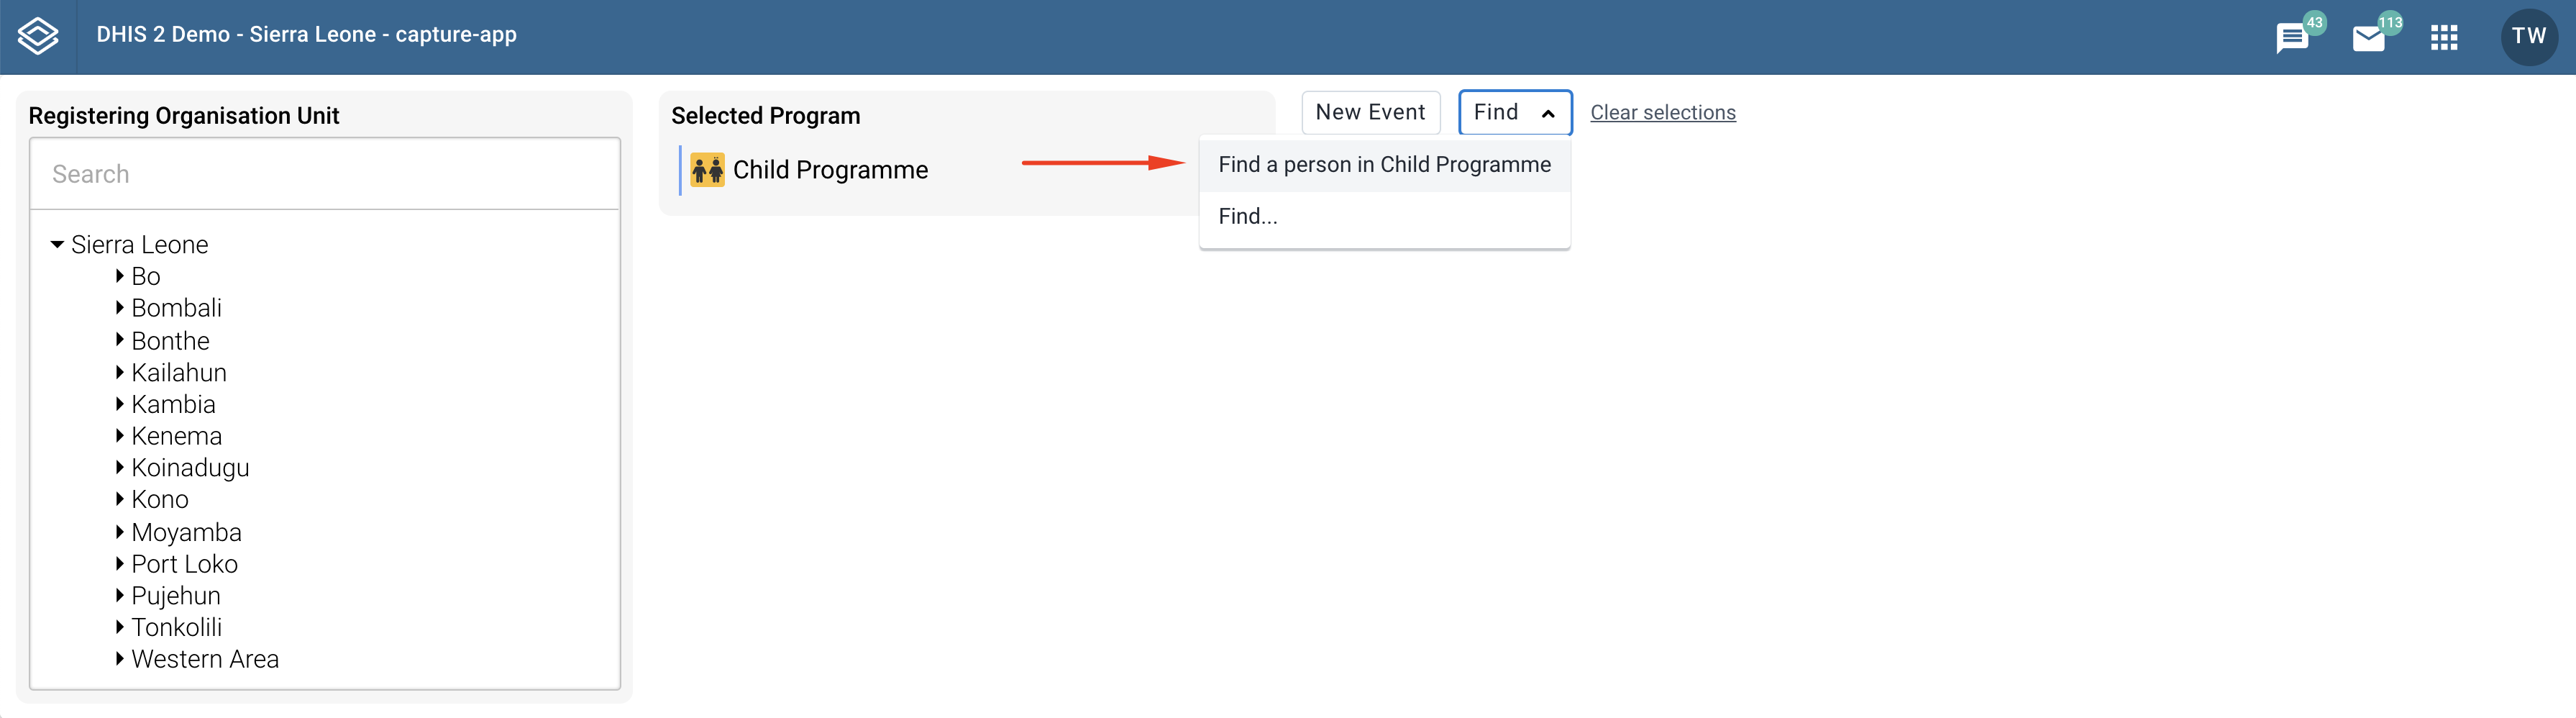 DHIS 2 Demo - Sierra Leone - capture-app
43
113
TW
Registering Organisation Unit
Search
Sierra Leone
Bo
Bombali
Bonthe
Kailahun
Kambia
Kenema
Koinadugu
Kono
Moyamba
Port Loko
Pujehun
Tonkolili
Western Area
Selected Program
Child Programme
New Event
Find
Clear selections
Find a person in Child Programme
Find...